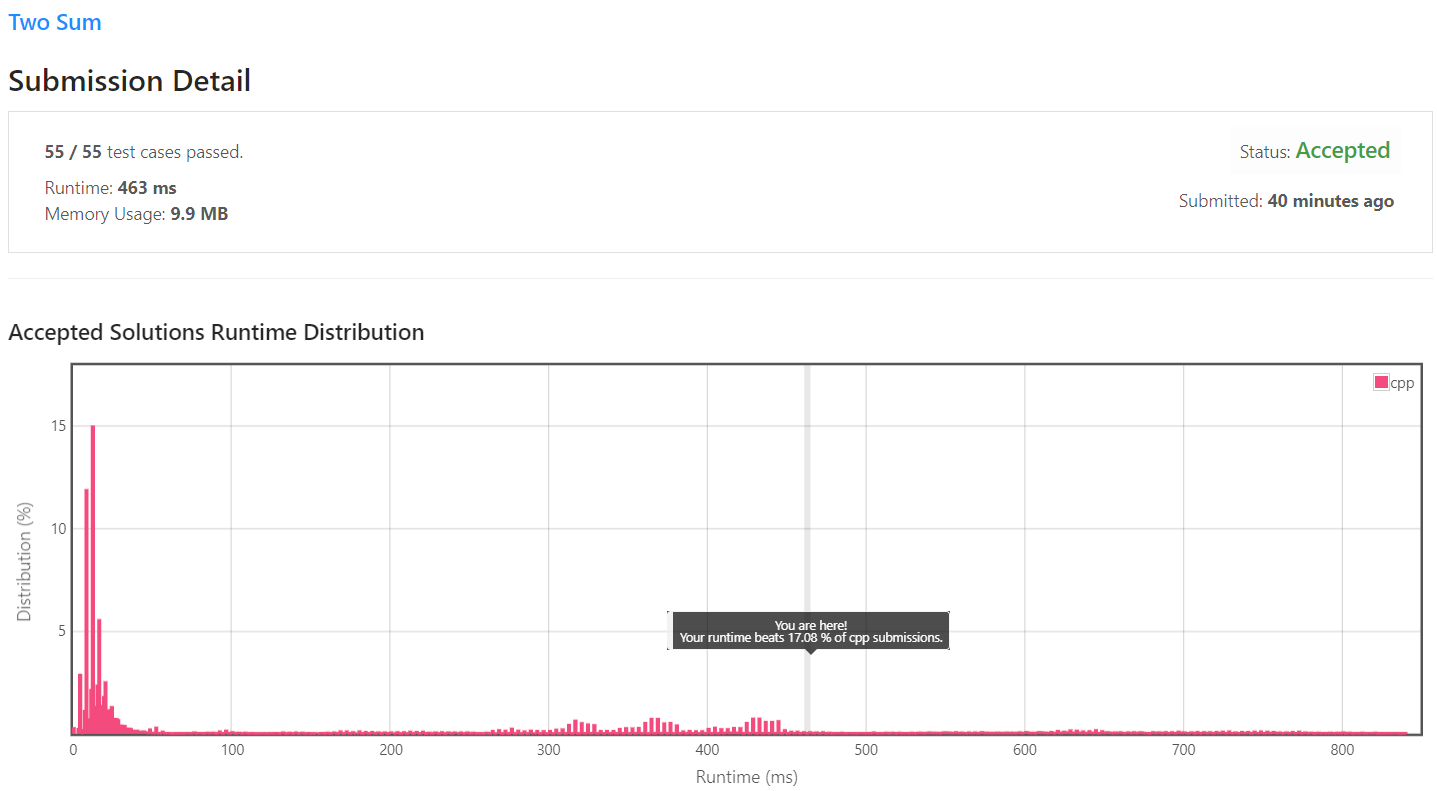 Two Sum
Submission Detail
55 / 55 test cases passed.
Status: Accepted
Runtime: 463 ms
Memory Usage: 9.9 MB
Submitted: 40 minutes ago
Accepted Solutions Runtime Distribution
cpp
15
10
5
Distribution (%)
You are here!
Your runtime beats 17.08 % of cpp submissions.
0 100 200 300 400 500 600 700 800
Runtime (ms)